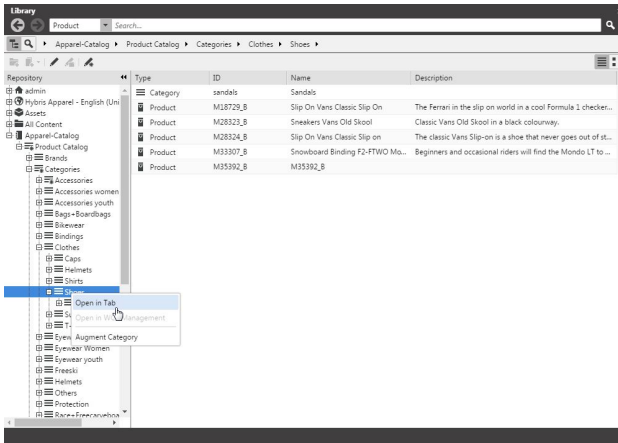 Library
Product Search...
Apparel-Catalog Product Catalog Categories Clothes Shoes
Repository Type ID Name Description
admin
Hybris Apparel - English (Uni
Assets
All Content
Apparel-Catalog
Product Catalog
Brands
Categories
Accessories
Accessories women
Accessories youth
Bags+Boardbags
Bikewear
Bindings
Clothes
Caps
Helmets
Shirts
Shoes
Eyewear Women
Eyewear youth
Freeski
Helmets
Others
Protection
Race+Freecarveboa
Category sandals Sandals
Product M18729_B Slip On Vans Classic Slip On The Ferrari in the slip on world in a cool Formula 1 checker...
Product M28323_B Sneakers Vans Old Skool Classic Vans Old Skool in a black colourway.
Product M28324_B Slip On Vans Classic Slip on The classic Vans Slip-on is a shoe that never goes out of st...
Product M33307_B Snowboard Binding F2-FTWO Mo... Beginners and occasional riders will find the Mondo LT to ...
Product M35392_B M35392_B
Open in Tab
Open in
Augment Category